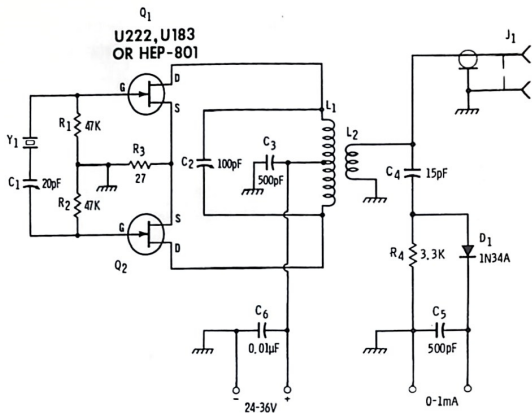 Q1
U222, U183
OR HEP-801
J1
D
G
S
L1
Y1
R1 47K
R3
27
C2 100pF
C3
500pF
L2
C4 15pF
C1 20pF
R2 47K
S
G
D
Q2
R4 3.3K
D1
1N34A
C6
0.01µF
C5
500pF
- +
24-36V
0-1mA